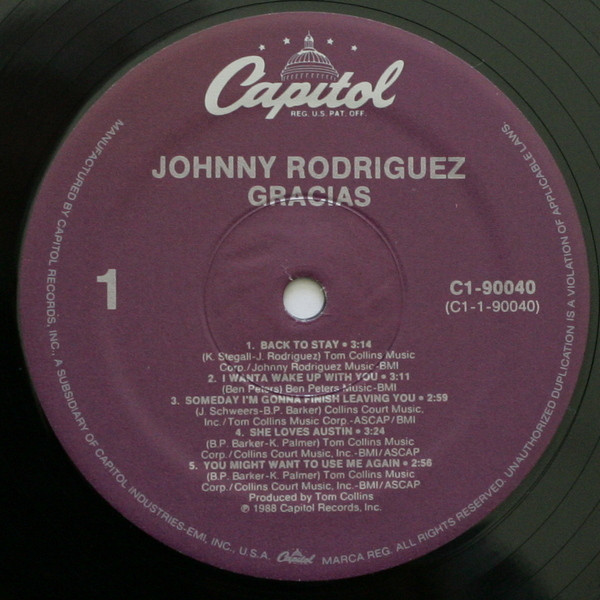 Capitol
REG. U.S. PAT. OFF.
JOHNNY RODRIGUEZ
GRACIAS
1
C1-90040
(C1-1-90040)
1. BACK TO STAY • 3:14
(K. Stegall-J. Rodriguez) Tom Collins Music
Corp./Johnny Rodriguez Music-BMI
2. I WANTA WAKE UP WITH YOU • 3:11
(Ben Peters) Ben Peters Music-BMI
3. SOMEDAY I'M GONNA FINISH LEAVING YOU • 2:59
(J. Schweers-B.P. Barker) Collins Court Music,
Inc./Tom Collins Music Corp.-ASCAP/BMI
4. SHE LOVES AUSTIN • 3:24
(B.P. Barker-K. Palmer) Tom Collins Music
Corp./Collins Court Music, Inc.-BMI/ASCAP
5. YOU MIGHT WANT TO USE ME AGAIN • 2:56
(B.P. Barker-K. Palmer) Tom Collins Music
Corp./Collins Court Music, Inc.-BMI/ASCAP
Produced by Tom Collins
℗ 1988 Capitol Records, Inc.
MANUFACTURED BY CAPITOL RECORDS, INC., A SUBSIDIARY OF CAPITOL INDUSTRIES-EMI, INC., U.S.A. Capitol MARCA REG. ALL RIGHTS RESERVED. UNAUTHORIZED DUPLICATION IS A VIOLATION OF APPLICABLE LAWS.